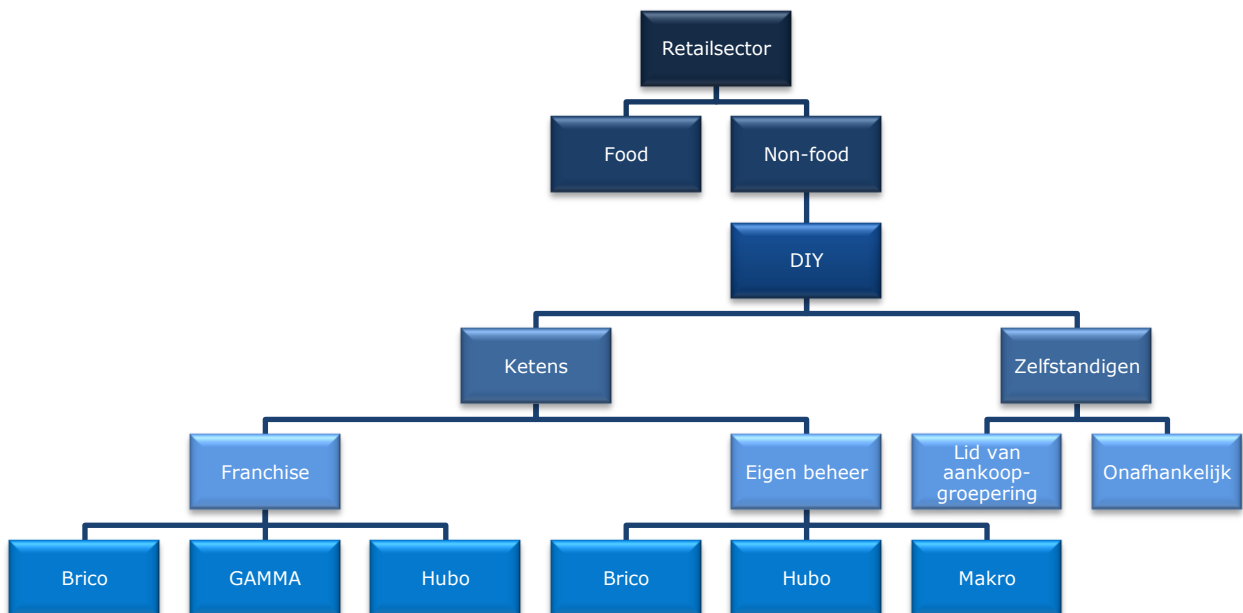 Retailsector
Food
Non-food
DIY
Ketens
Zelfstandigen
Franchise
Eigen beheer
Lid van
aankoop-
groepering
Onafhankelijk
Brico
GAMMA
Hubo
Brico
Hubo
Makro